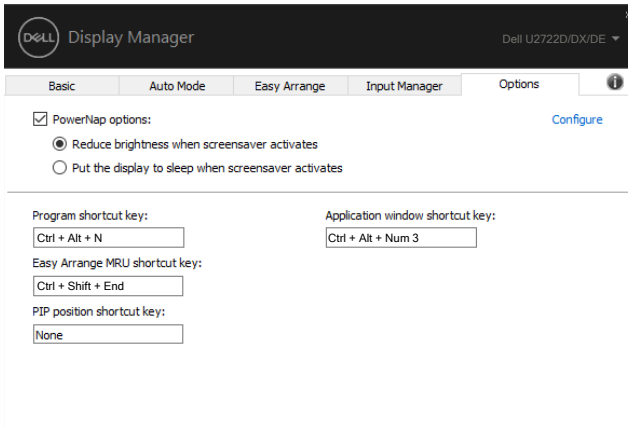 DELL Display Manager
Dell U2722D/DX/DE
Basic
Auto Mode
Easy Arrange
Input Manager
Options
PowerNap options:
Configure
Reduce brightness when screensaver activates
Put the display to sleep when screensaver activates
Program shortcut key:
Application window shortcut key:
Ctrl + Alt + N
Ctrl + Alt + Num 3
Easy Arrange MRU shortcut key:
Ctrl + Shift + End
PIP position shortcut key:
None